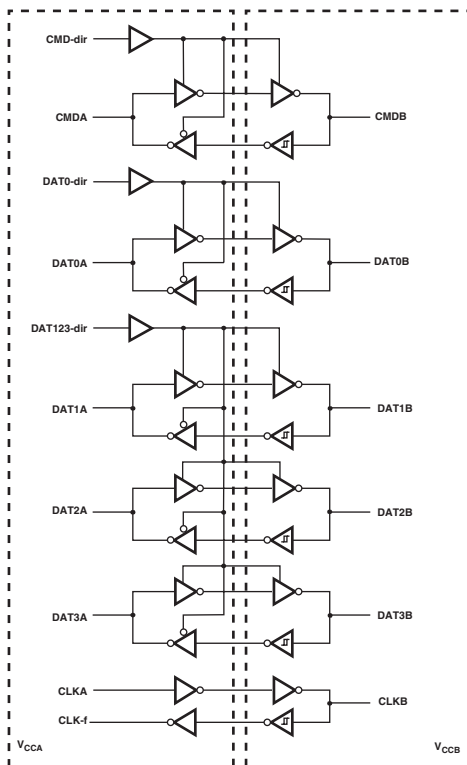 CMD-dir
CMDA CMDB
DAT0-dir
DAT0A DAT0B
DAT123-dir
DAT1A DAT1B
DAT2A DAT2B
DAT3A DAT3B
CLKA CLKB
CLK-f
VCCA VCCB